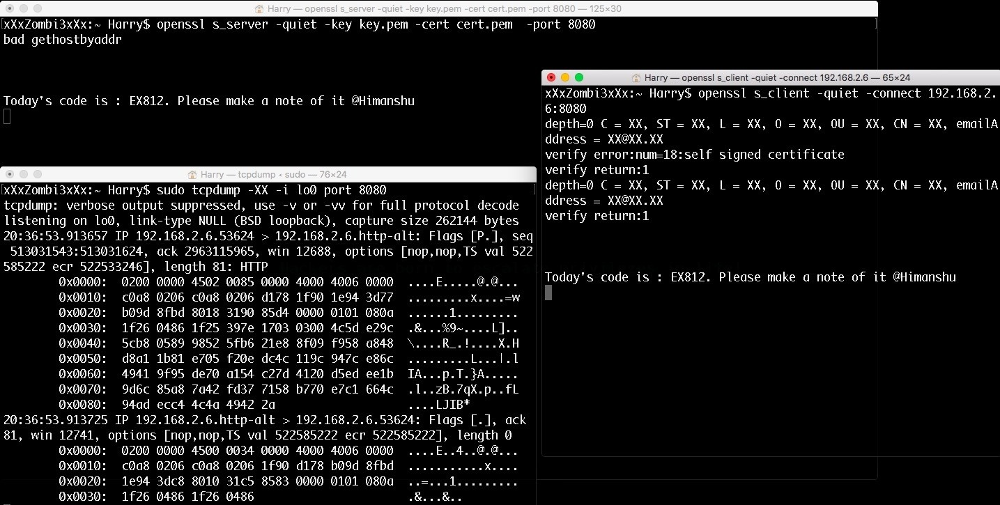 Harry — openssl s_server -quiet -key key.pem -cert cert.pem -port 8080 — 125×30
xXxZombi3xXx:~ Harry$ openssl s_server -quiet -key key.pem -cert cert.pem  -port 8080
bad gethostbyaddr
Today's code is : EX812. Please make a note of it @Himanshu
Harry — openssl s_client -quiet -connect 192.168.2.6 — 65×24
xXxZombi3xXx:~ Harry$ openssl s_client -quiet -connect 192.168.2.
6:8080
depth=0 C = XX, ST = XX, L = XX, O = XX, OU = XX, CN = XX, emailA
ddress = XX@XX.XX
verify error:num=18:self signed certificate
verify return:1
depth=0 C = XX, ST = XX, L = XX, O = XX, OU = XX, CN = XX, emailA
ddress = XX@XX.XX
verify return:1
Today's code is : EX812. Please make a note of it @Himanshu
Harry — tcpdump • sudo — 76×24
xXxZombi3xXx:~ Harry$ sudo tcpdump -XX -i lo0 port 8080
tcpdump: verbose output suppressed, use -v or -vv for full protocol decode
listening on lo0, link-type NULL (BSD loopback), capture size 262144 bytes
20:36:53.913657 IP 192.168.2.6.53624 > 192.168.2.6.http-alt: Flags [P.], seq
 513031543:513031624, ack 2963115965, win 12688, options [nop,nop,TS val 522
585222 ecr 522533246], length 81: HTTP
0x0000:  0200 0000 4502 0085 0000 4000 4006 0000  ....E.....@.@...
0x0010:  c0a8 0206 c0a8 0206 d178 1f90 1e94 3d77  .........x....=w
0x0020:  b09d 8fbd 8018 3190 85d4 0000 0101 080a  ......1.........
0x0030:  1f26 0486 1f25 397e 1703 0300 4c5d e29c  .&...%9~....L]..
0x0040:  5cb8 0589 9852 5fb6 21e8 8f09 f958 a848  \....R_.!....X.H
0x0050:  d8a1 1b81 e705 f20e dc4c 119c 947c e86c  .........L...|.l
0x0060:  4941 9f95 de70 a154 c27d 4120 d5ed ee1b  IA...p.T.}A.....
0x0070:  9d6c 85a8 7a42 fd37 7158 b770 e7c1 664c  .l..zB.7qX.p..fL
0x0080:  94ad ecc4 4c4a 4942 2a  ....LJIB*
20:36:53.913725 IP 192.168.2.6.http-alt > 192.168.2.6.53624: Flags [.], ack
81, win 12741, options [nop,nop,TS val 522585222 ecr 522585222], length 0
0x0000:  0200 0000 4500 0034 0000 4000 4006 0000  ....E..4..@.@...
0x0010:  c0a8 0206 c0a8 0206 1f90 d178 b09d 8fbd  ...........x....
0x0020:  1e94 3dc8 8010 31c5 8583 0000 0101 080a  ..=...1.........
0x0030:  1f26 0486 1f26 0486  .&...&..